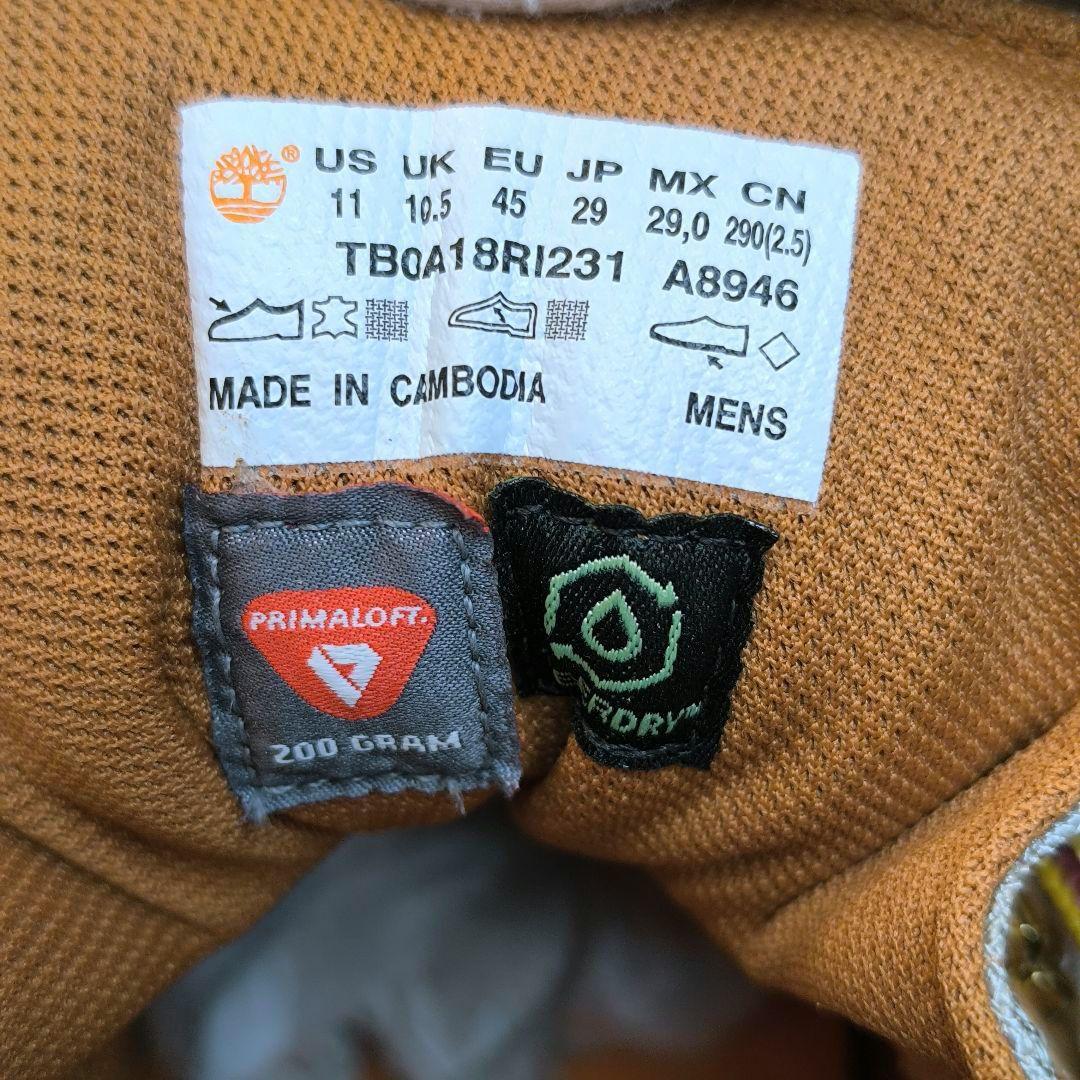 ® US UK EU JP MX CN
11 10.5 45 29 29,0 290(2.5)
TB0A18RI231 A8946
MADE IN CAMBODIA MENS
PRIMALOFT.
200 GRAM
ERDRY™